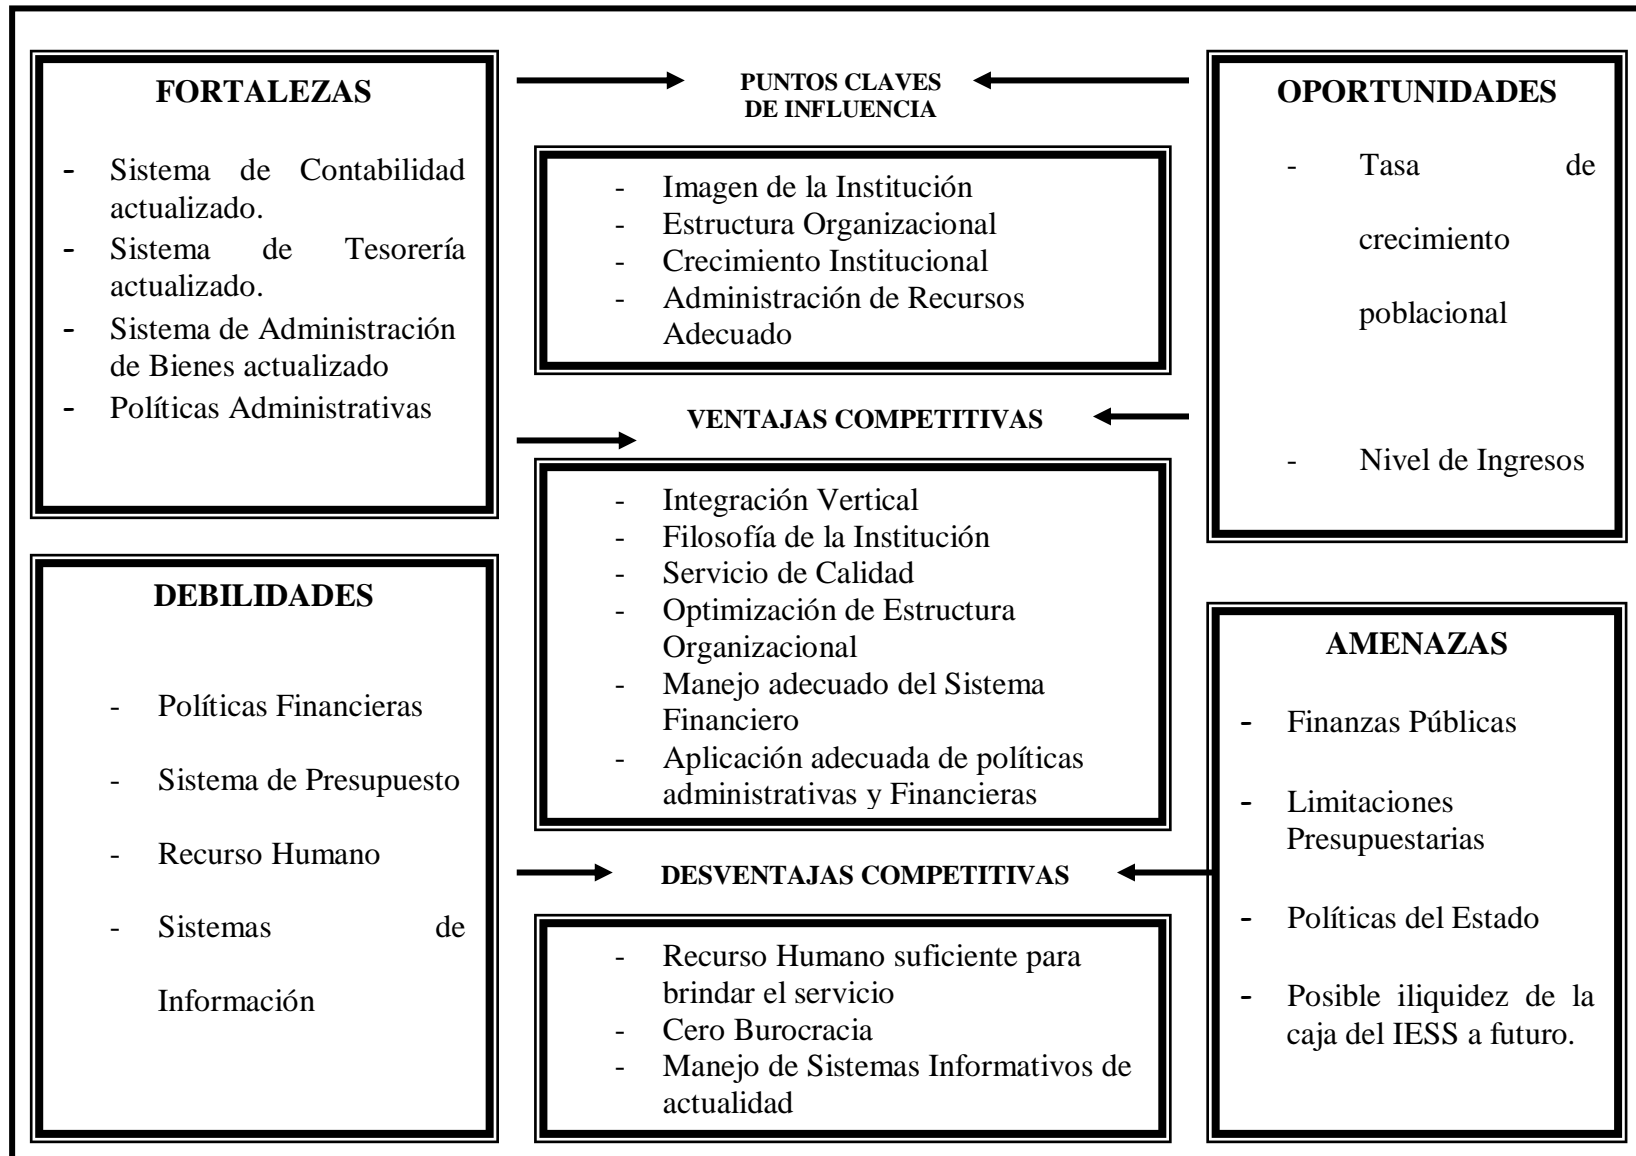 FORTALEZAS
- Sistema de Contabilidad
actualizado.
- Sistema de Tesorería
actualizado.
- Sistema de Administración
de Bienes actualizado
- Políticas Administrativas
DEBILIDADES
- Políticas Financieras
- Sistema de Presupuesto
- Recurso Humano
- Sistemas de
Información
PUNTOS CLAVES
DE INFLUENCIA
- Imagen de la Institución
- Estructura Organizacional
- Crecimiento Institucional
- Administración de Recursos
Adecuado
VENTAJAS COMPETITIVAS
- Integración Vertical
- Filosofía de la Institución
- Servicio de Calidad
- Optimización de Estructura
Organizacional
- Manejo adecuado del Sistema
Financiero
- Aplicación adecuada de políticas
administrativas y Financieras
DESVENTAJAS COMPETITIVAS
- Recurso Humano suficiente para
brindar el servicio
- Cero Burocracia
- Manejo de Sistemas Informativos de
actualidad
OPORTUNIDADES
- Tasa de
crecimiento
poblacional
- Nivel de Ingresos
AMENAZAS
- Finanzas Públicas
- Limitaciones
Presupuestarias
- Políticas del Estado
- Posible iliquidez de la
caja del IESS a futuro.